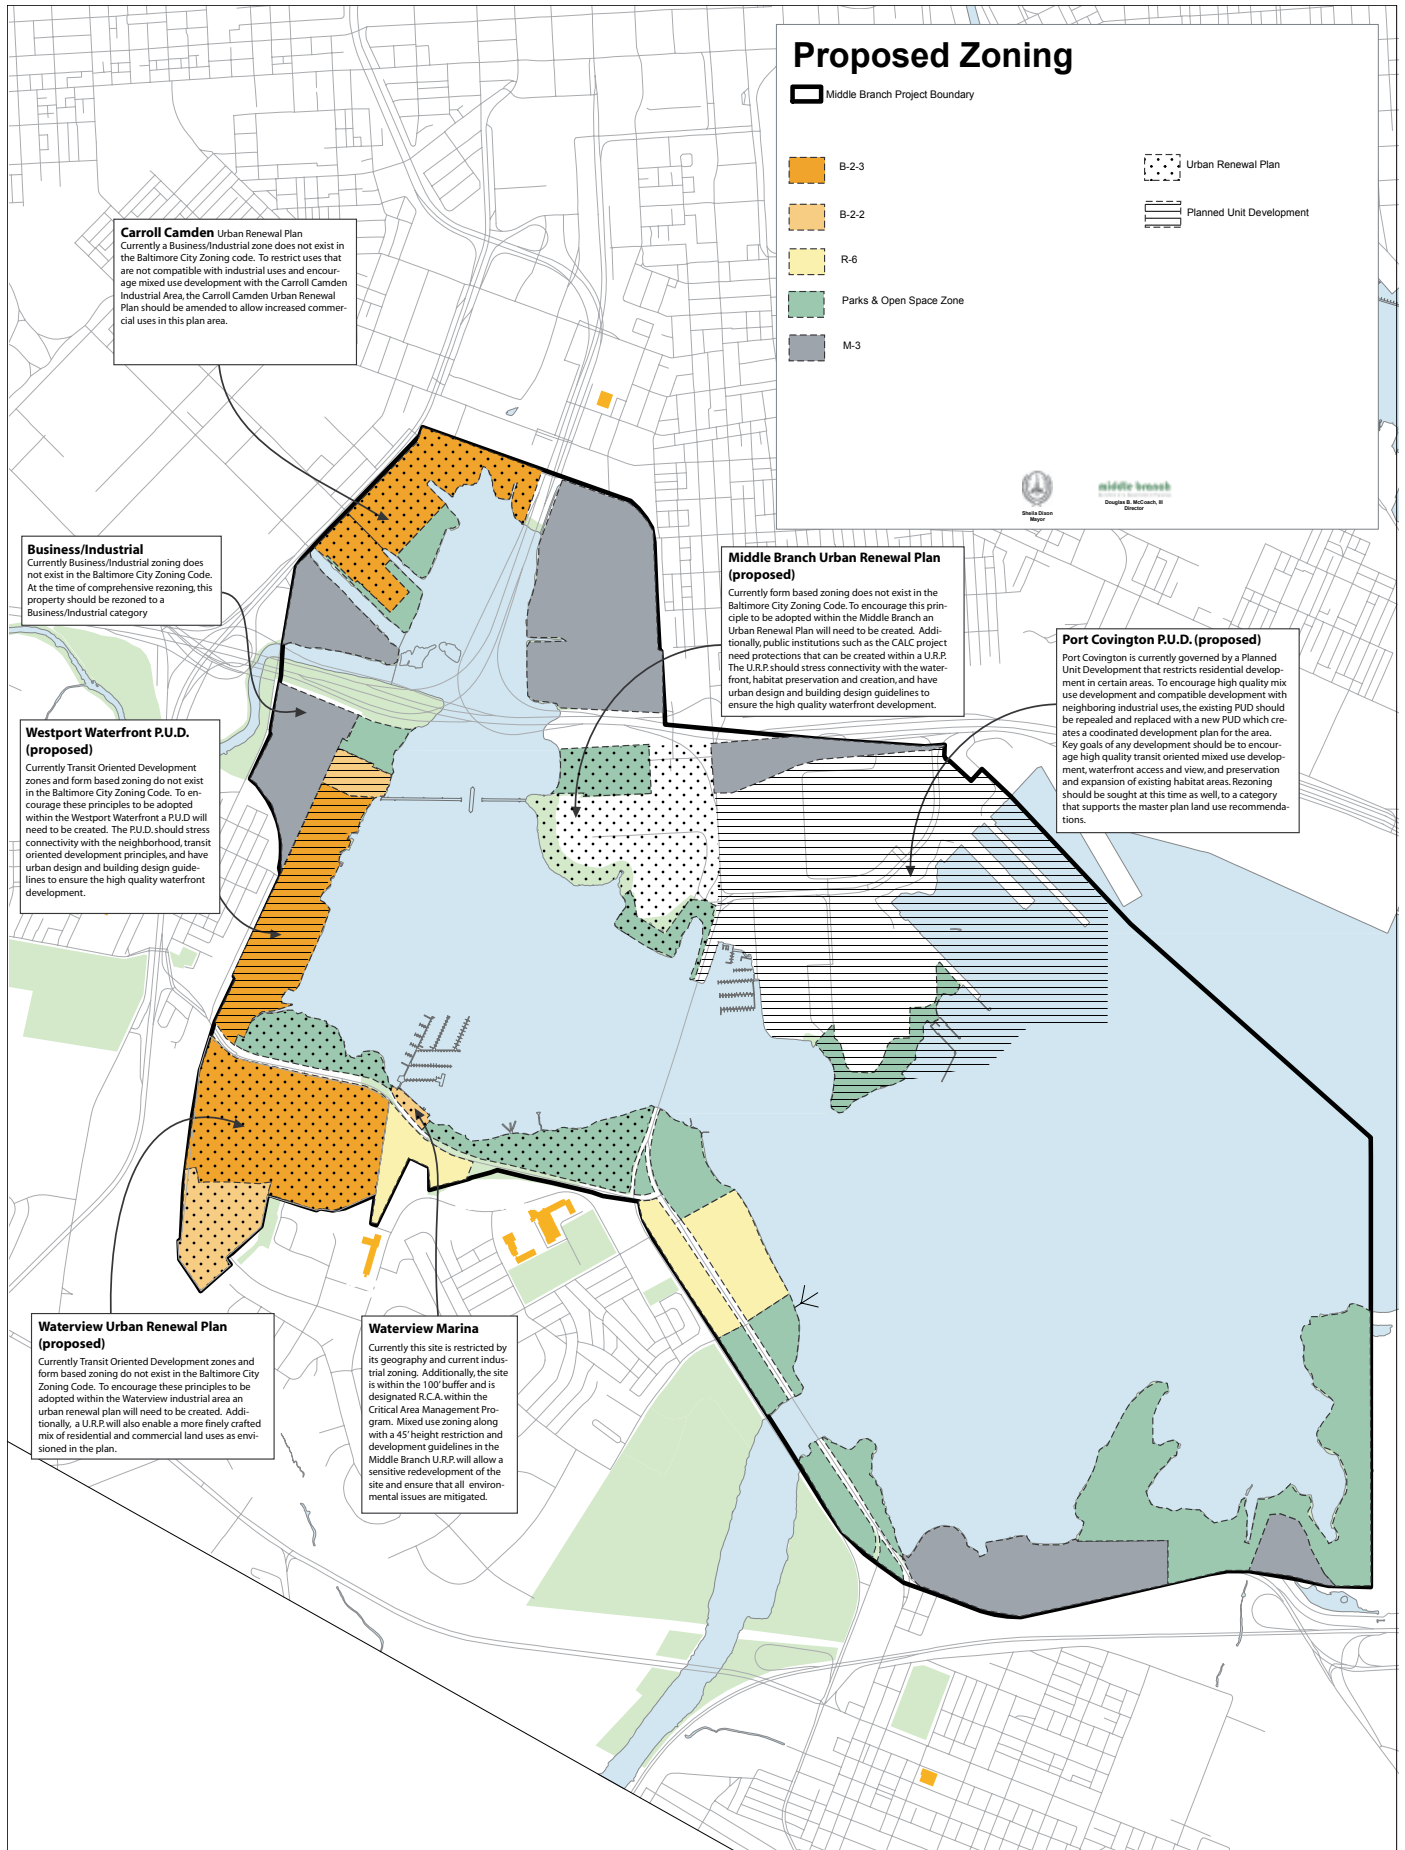 Proposed Zoning
Middle Branch Project Boundary
B-2-3
B-2-2
R-6
Parks & Open Space Zone
M-3
Urban Renewal Plan
Planned Unit Development
Sheila Dixon
Mayor
middle branch
Douglas B. McCoach, III
Director
Carroll Camden Urban Renewal Plan
Currently a Business/Industrial zone does not exist in
the Baltimore City Zoning code. To restrict uses that
are not compatible with industrial uses and encour-
age mixed use development with the Carroll Camden
Industrial Area, the Carroll Camden Urban Renewal
Plan should be amended to allow increased commer-
cial uses in this plan area.
Business/Industrial
Currently Business/Industrial zoning does
not exist in the Baltimore City Zoning Code.
At the time of comprehensive rezoning, this
property should be rezoned to a
Business/Industrial category
Middle Branch Urban Renewal Plan
(proposed)
Currently form based zoning does not exist in the
Baltimore City Zoning Code. To encourage this prin-
ciple to be adopted within the Middle Branch an
Urban Renewal Plan will need to be created. Addi-
tionally, public institutions such as the CALC project
need protections that can be created within a U.R.P.
The U.R.P. should stress connectivity with the water-
front, habitat preservation and creation, and have
urban design and building design guidelines to
ensure the high quality waterfront development.
Port Covington P.U.D. (proposed)
Port Covington is currently governed by a Planned
Unit Development that restricts residential develop-
ment in certain areas. To encourage high quality mix
use development and compatible development with
neighboring industrial uses, the existing PUD should
be repealed and replaced with a new PUD which cre-
ates a coodinated development plan for the area.
Key goals of any development should be to encour-
age high quality transit oriented mixed use develop-
ment, waterfront access and view, and preservation
and expansion of existing habitat areas. Rezoning
should be sought at this time as well, to a category
that supports the master plan land use recommenda-
tions.
Westport Waterfront P.U.D.
(proposed)
Currently Transit Oriented Development
zones and form based zoning do not exist
in the Baltimore City Zoning Code. To en-
courage these principles to be adopted
within the Westport Waterfront a P.U.D will
need to be created. The P.U.D. should stress
connectivity with the neighborhood, transit
oriented development principles, and have
urban design and building design guide-
lines to ensure the high quality waterfront
development.
Waterview Urban Renewal Plan
(proposed)
Currently Transit Oriented Development zones and
form based zoning do not exist in the Baltimore City
Zoning Code. To encourage these principles to be
adopted within the Waterview industrial area an
urban renewal plan will need to be created. Addi-
tionally, a U.R.P. will also enable a more finely crafted
mix of residential and commercial land uses as envi-
sioned in the plan.
Waterview Marina
Currently this site is restricted by
its geography and current indus-
trial zoning. Additionally, the site
is within the 100' buffer and is
designated R.C.A. within the
Critical Area Management Pro-
gram. Mixed use zoning along
with a 45' height restriction and
development guidelines in the
Middle Branch U.R.P. will allow a
sensitive redevelopment of the
site and ensure that all environ-
mental issues are mitigated.